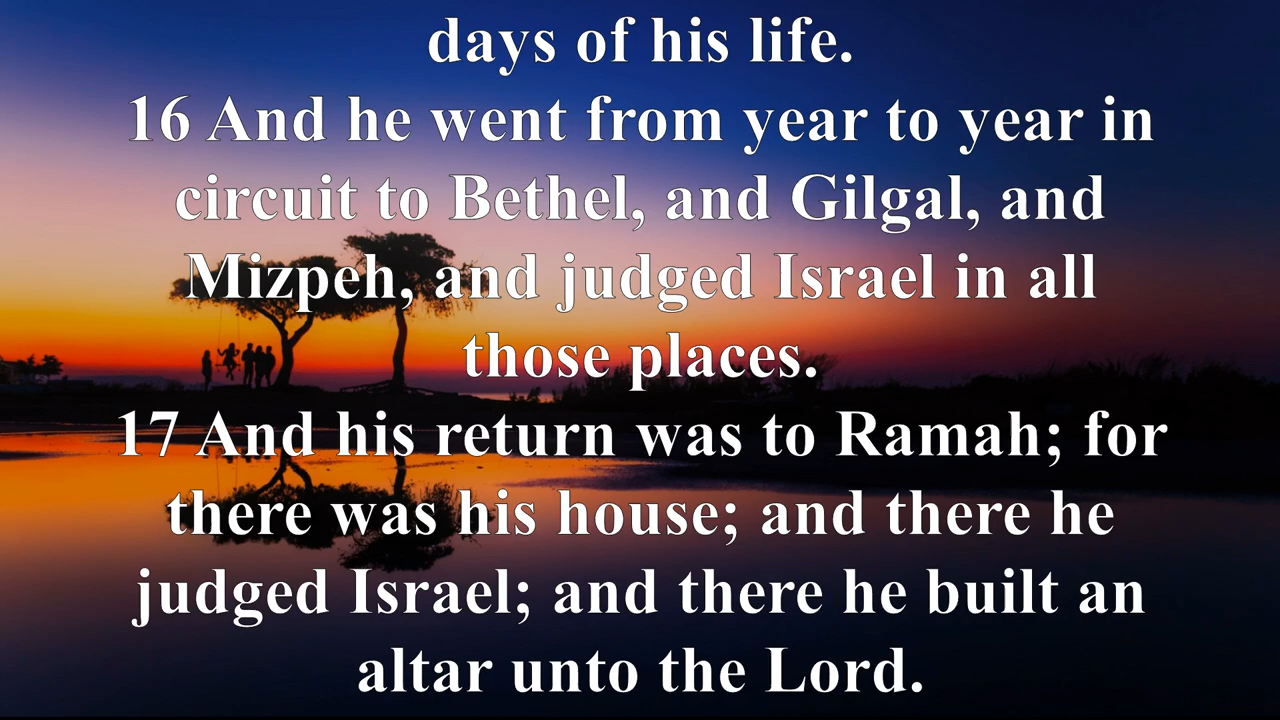 days of his life.
16 And he went from year to year in
circuit to Bethel, and Gilgal, and
Mizpeh, and judged Israel in all
those places.
17 And his return was to Ramah; for
there was his house; and there he
judged Israel; and there he built an
altar unto the Lord.